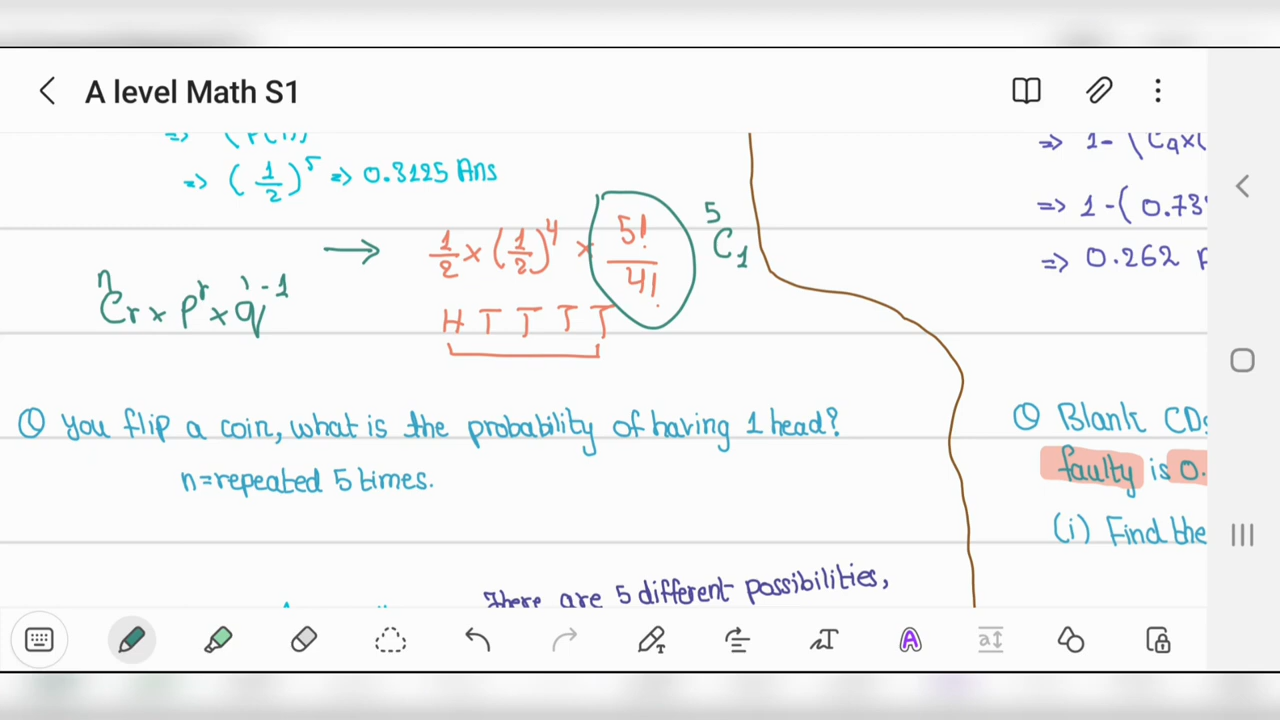 A level Math S1
=> (1/2)^5 => 0.3125 Ans
=> 1-(
=> 1-( 0.73
=> 0.262
→ 1/2 × (1/2)^4 × 5!/4! 5C1
nCr × p^r × q
H T T T T
Q You flip a coin, what is the probability of having 1 head?
n=repeated 5 times.
Q Blank CDs
faulty is 0.
(i) Find the
There are 5 different possibilities,